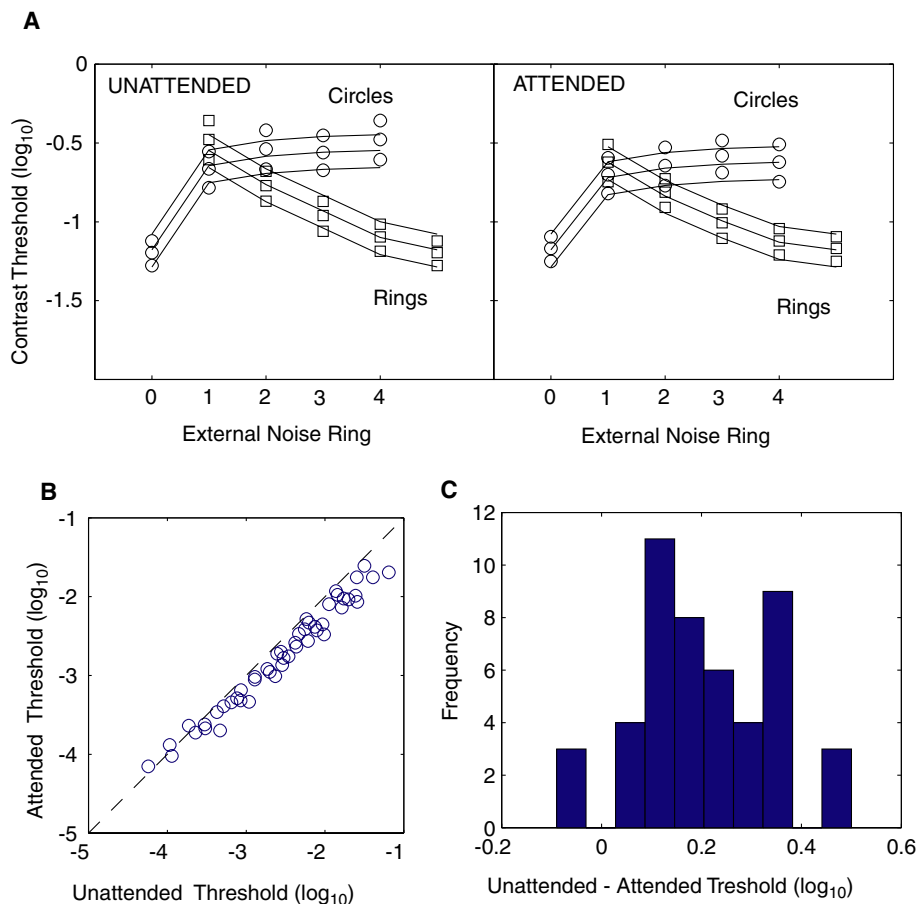 A
UNATTENDED
Circles
Rings
ATTENDED
Circles
Rings
Contrast Threshold (log10)
0
-0.5
-1
-1.5
0 1 2 3 4
0 1 2 3 4
External Noise Ring
External Noise Ring
B
Attended Threshold (log10)
-1
-2
-3
-4
-5
-5 -4 -3 -2 -1
Unattended Threshold (log10)
C
Frequency
12
10
8
6
4
2
0
-0.2 0 0.2 0.4 0.6
Unattended - Attended Treshold (log10)